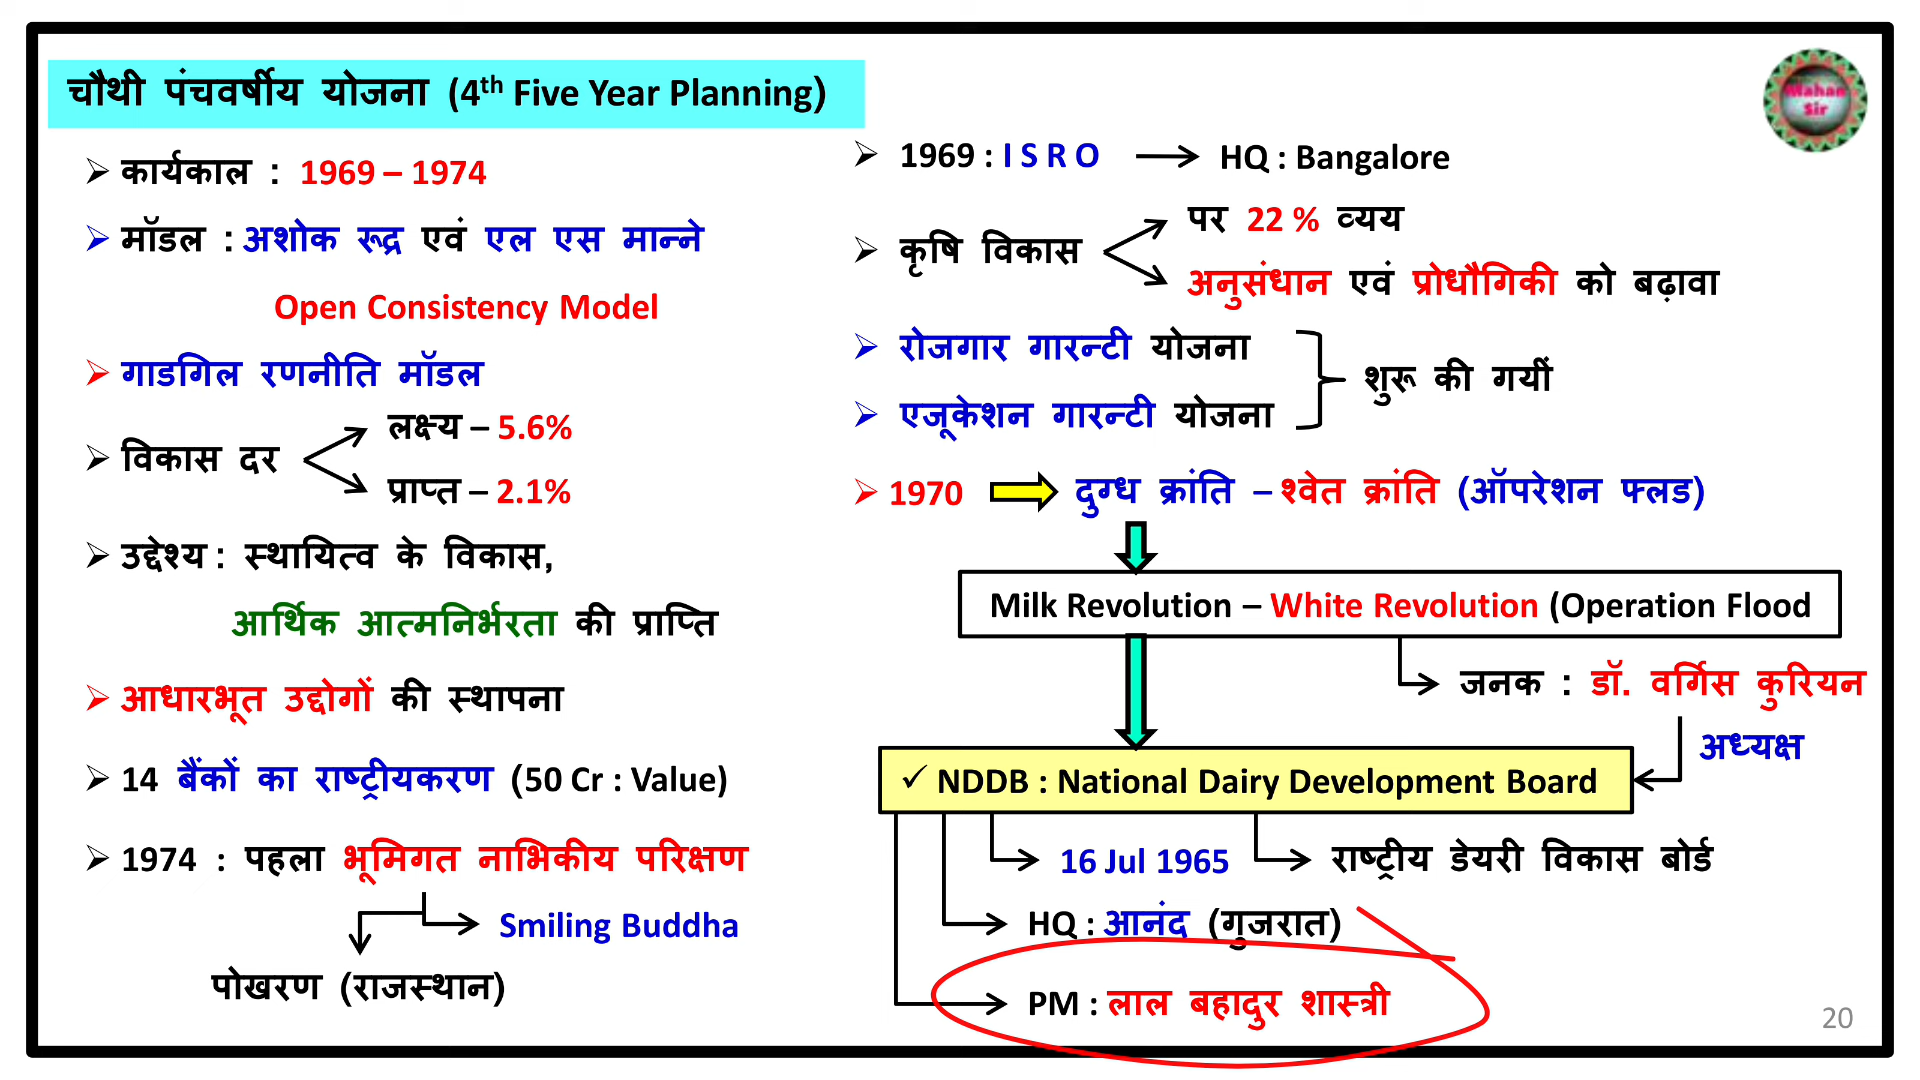 चौथी पंचवर्षीय योजना (4th Five Year Planning)
Mahan
Sir
कार्यकाल : 1969 – 1974
मॉडल : अशोक रूद्र एवं एल एस मान्ने
Open Consistency Model
गाडगिल रणनीति मॉडल
विकास दर
लक्ष्य – 5.6%
प्राप्त – 2.1%
उद्देश्य : स्थायित्व के विकास,
आर्थिक आत्मनिर्भरता की प्राप्ति
आधारभूत उद्दोगों की स्थापना
14 बैंकों का राष्ट्रीयकरण (50 Cr : Value)
1974 : पहला भूमिगत नाभिकीय परिक्षण
Smiling Buddha
पोखरण (राजस्थान)
1969 : I S R O HQ : Bangalore
कृषि विकास
पर 22 % व्यय
अनुसंधान एवं प्रोधौगिकी को बढ़ावा
रोजगार गारन्टी योजना
एजूकेशन गारन्टी योजना
शुरू की गयीं
1970 दुग्ध क्रांति – श्वेत क्रांति (ऑपरेशन फ्लड)
Milk Revolution – White Revolution (Operation Flood
जनक : डॉ. वर्गिस कुरियन
अध्यक्ष
✓ NDDB : National Dairy Development Board
16 Jul 1965
राष्ट्रीय डेयरी विकास बोर्ड
HQ : आनंद (गुजरात)
PM : लाल बहादुर शास्त्री
20